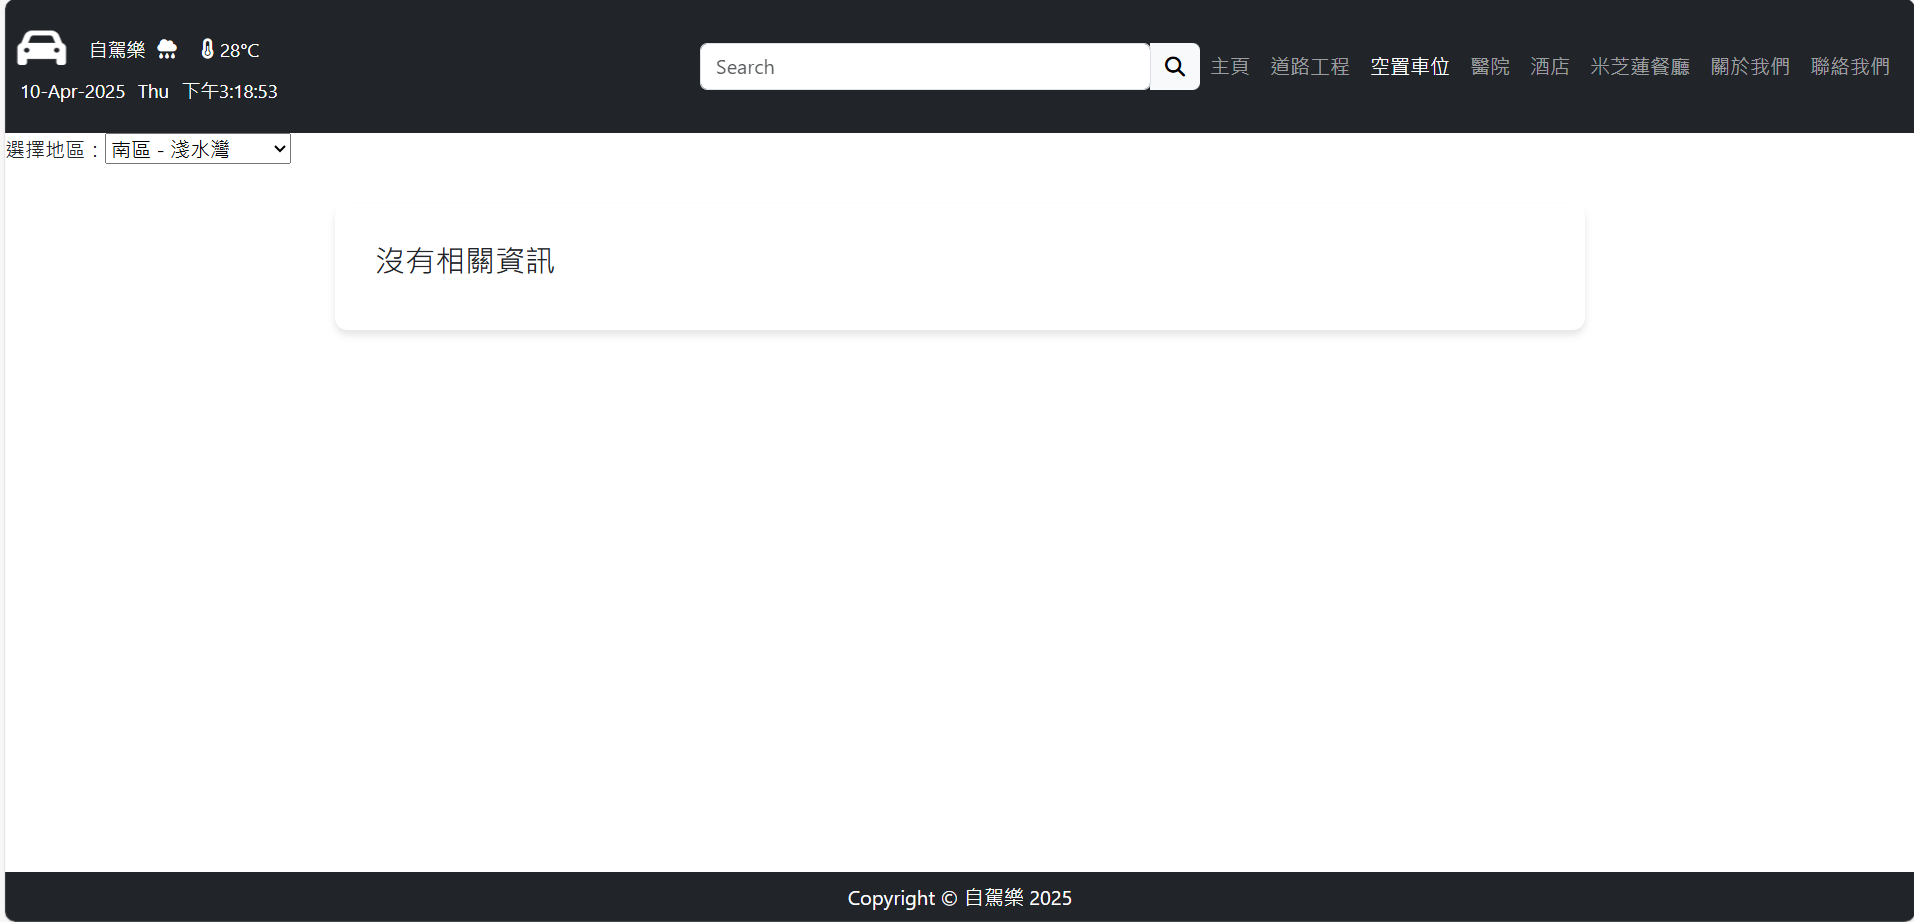 自駕樂 28°C
10-Apr-2025 Thu 下午3:18:53
Search
主頁 道路工程 空置車位 醫院 酒店 米芝蓮餐廳 關於我們 聯絡我們
選擇地區：南區 - 淺水灣
沒有相關資訊
Copyright © 自駕樂 2025